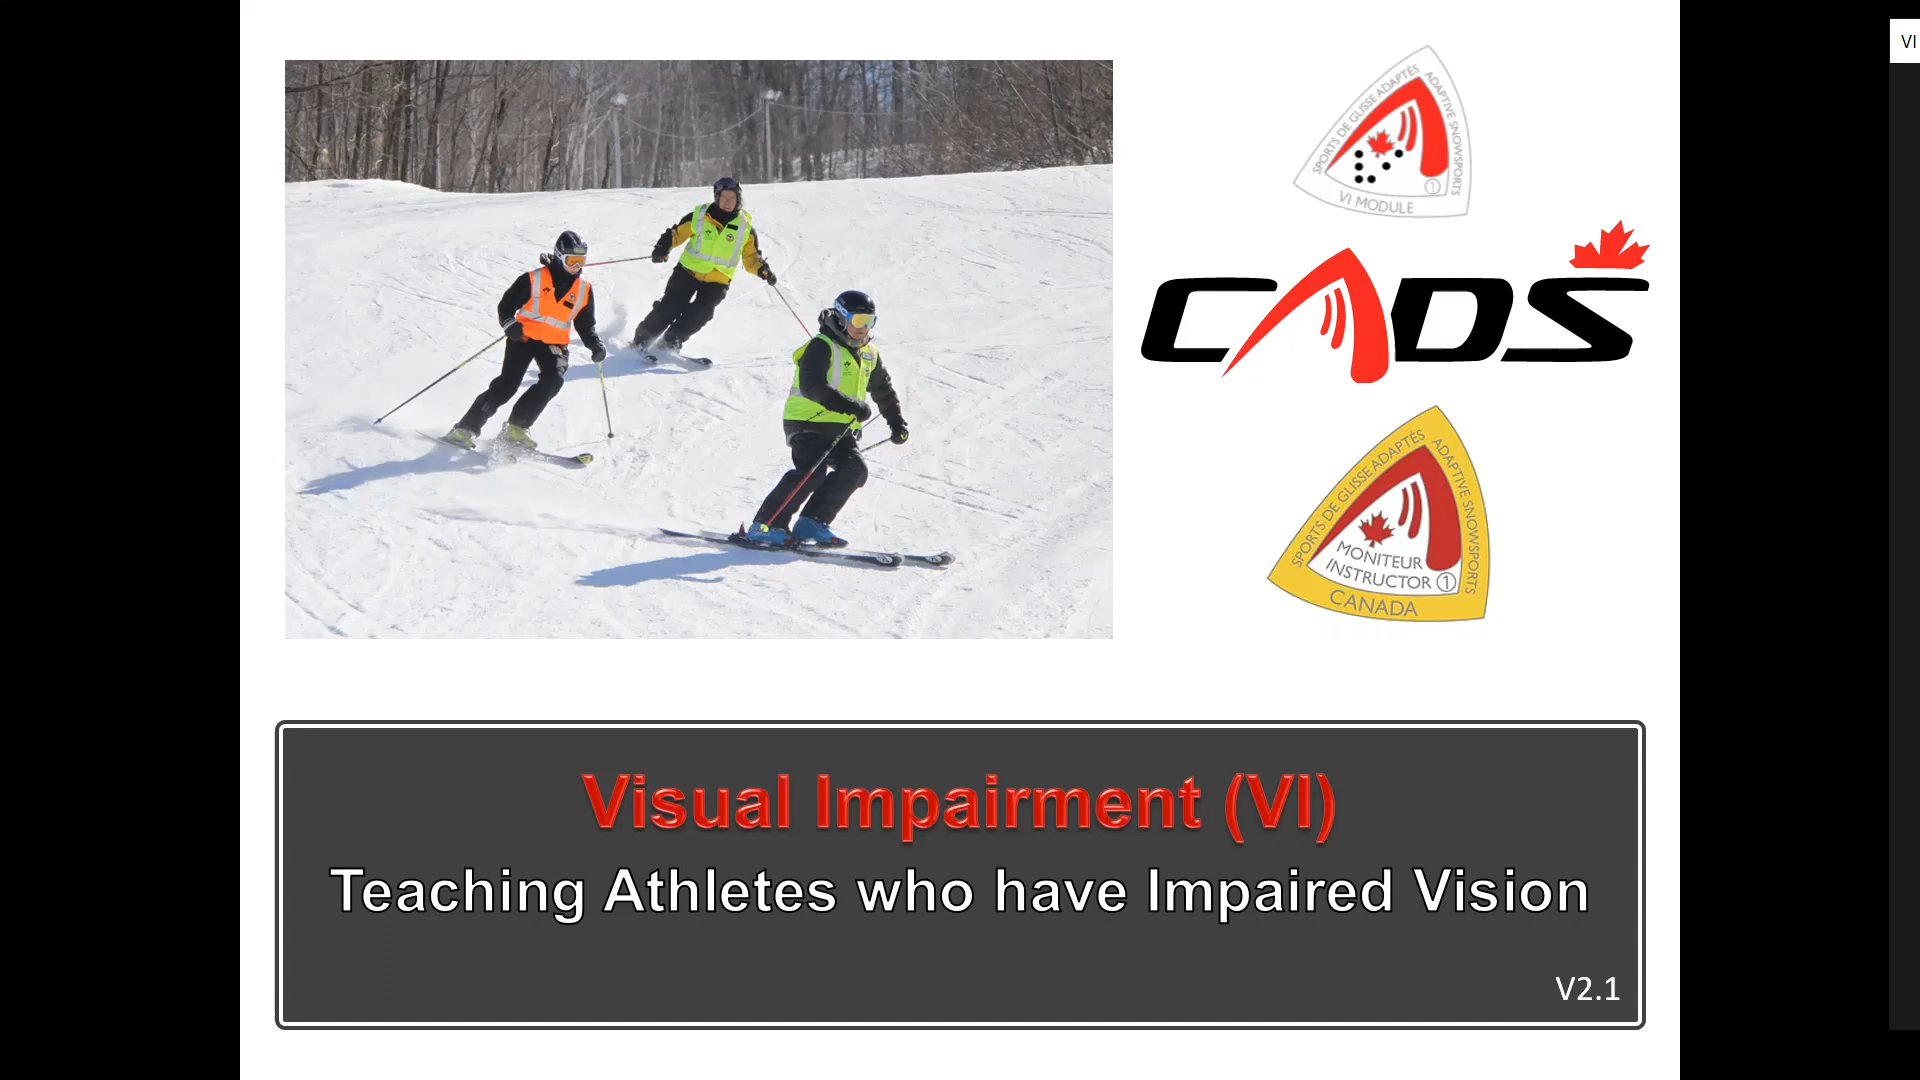 SPORTS DE GLISSE ADAPTÉS
ADAPTIVE SNOWSPORTS
1
VI MODULE
CADS
SPORTS DE GLISSE ADAPTÉS
ADAPTIVE SNOWSPORTS
MONITEUR
INSTRUCTOR 1
CANADA
Visual Impairment (VI)
Teaching Athletes who have Impaired Vision
V2.1
VI